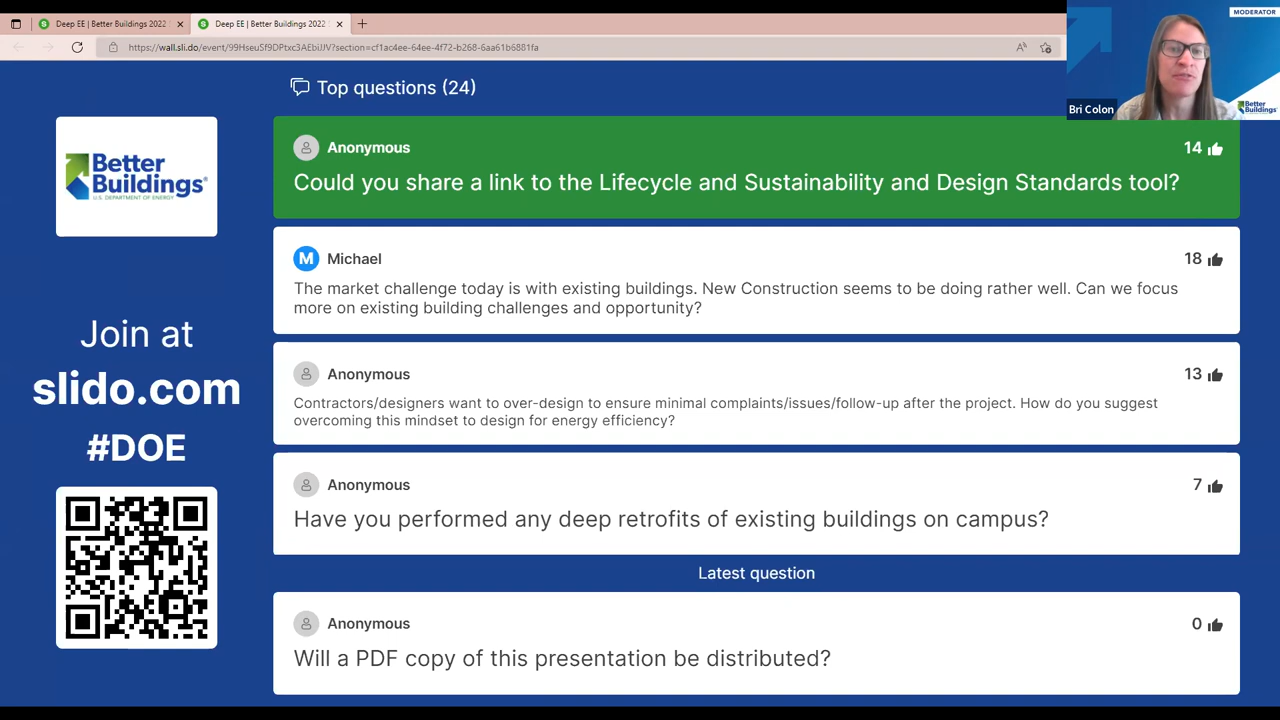 Deep EE | Better Buildings 2022
Deep EE | Better Buildings 2022
https://wall.sli.do/event/99HseuSf9DPtxc3AEbiJJV?section=cf1ac4ee-64ee-4f72-b268-6aa61b6881fa
MODERATOR
Bri Colon
Better
Buildings
Top questions (24)
Better
Buildings®
U.S. DEPARTMENT OF ENERGY
Join at
slido.com
#DOE
Anonymous
14
Could you share a link to the Lifecycle and Sustainability and Design Standards tool?
M
Michael
18
The market challenge today is with existing buildings. New Construction seems to be doing rather well. Can we focus
more on existing building challenges and opportunity?
Anonymous
13
Contractors/designers want to over-design to ensure minimal complaints/issues/follow-up after the project. How do you suggest
overcoming this mindset to design for energy efficiency?
Anonymous
7
Have you performed any deep retrofits of existing buildings on campus?
Latest question
Anonymous
0
Will a PDF copy of this presentation be distributed?